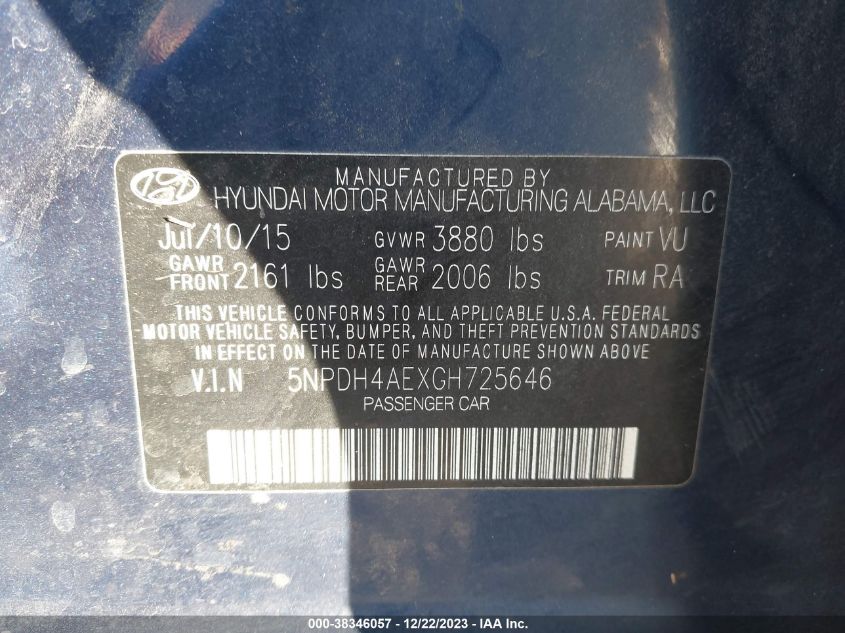 MANUFACTURED BY
HYUNDAI MOTOR MANUFACTURING ALABAMA, LLC
Jul/10/15 GVWR 3880 lbs PAINT VU
GAWR FRONT 2161 lbs GAWR REAR 2006 lbs TRIM RA
THIS VEHICLE CONFORMS TO ALL APPLICABLE U.S.A. FEDERAL
MOTOR VEHICLE SAFETY, BUMPER, AND THEFT PREVENTION STANDARDS
IN EFFECT ON THE DATE OF MANUFACTURE SHOWN ABOVE
V.I.N 5NPDH4AEXGH725646
PASSENGER CAR
000-38346057 - 12/22/2023 - IAA Inc.